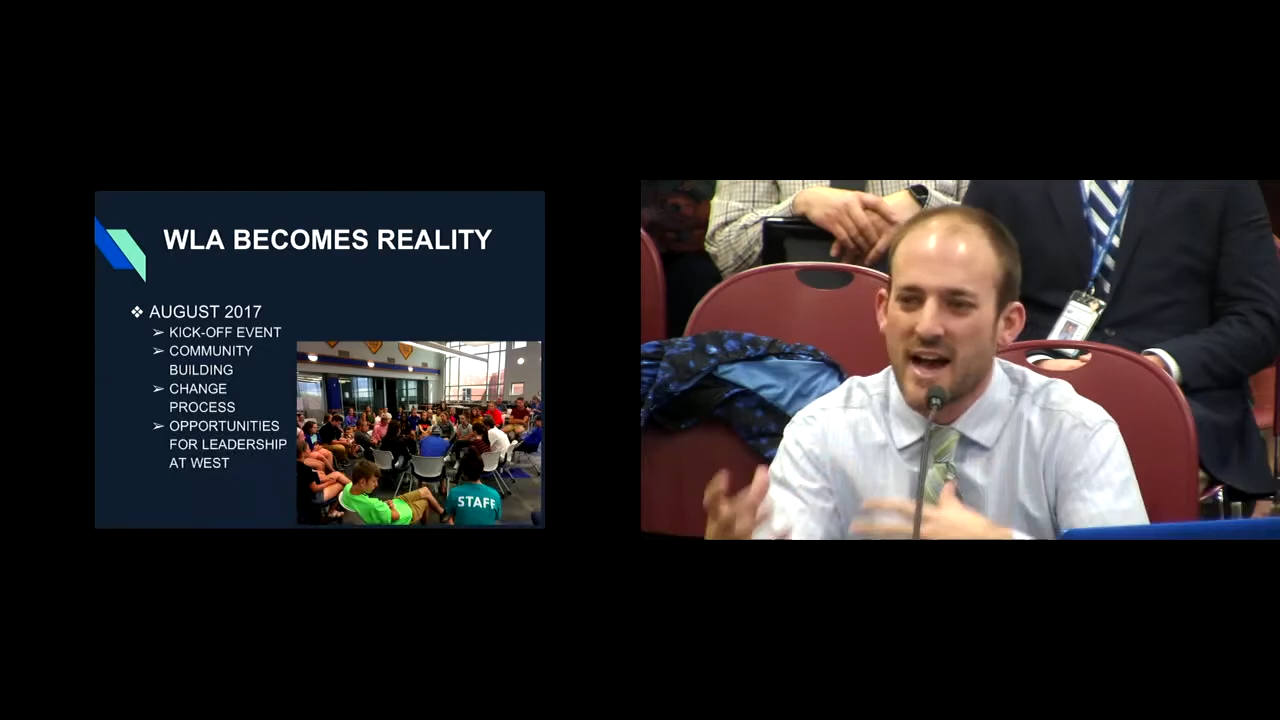 WLA BECOMES REALITY
❖ AUGUST 2017
➢ KICK-OFF EVENT
➢ COMMUNITY
BUILDING
➢ CHANGE
PROCESS
➢ OPPORTUNITIES
FOR LEADERSHIP
AT WEST
STAFF